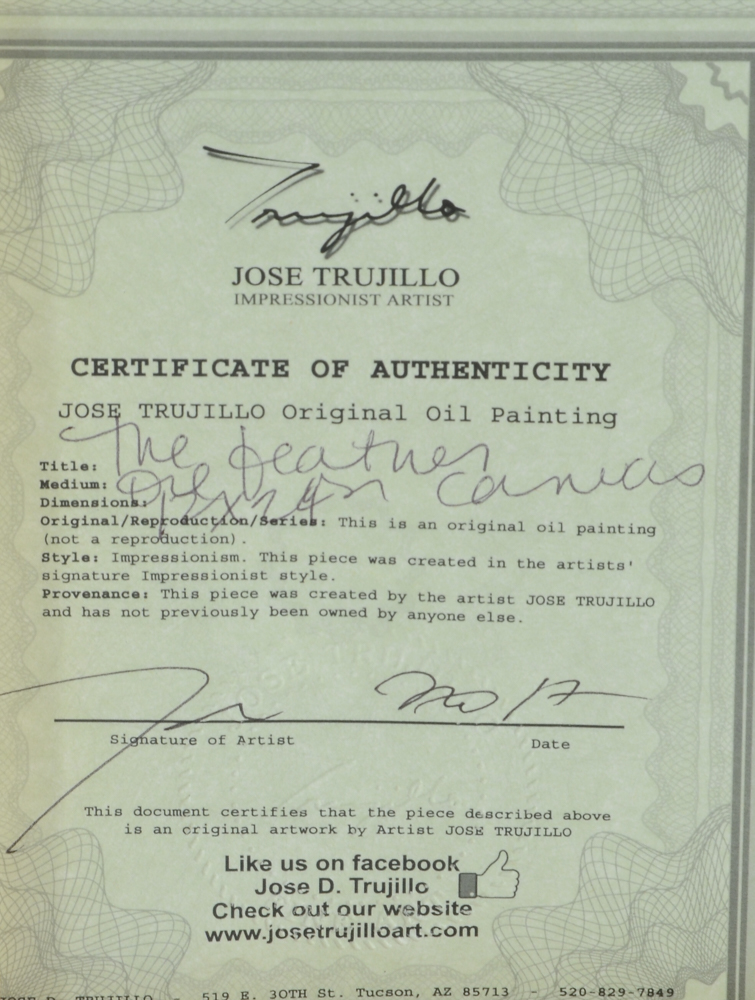 Trujillo
JOSE TRUJILLO
IMPRESSIONIST ARTIST
CERTIFICATE OF AUTHENTICITY
JOSE TRUJILLO Original Oil Painting
Title: The feather
Medium: Oil on canvas
Dimensions:
Original/Reproduction/Series: This is an original oil painting
(not a reproduction).
Style: Impressionism. This piece was created in the artists'
signature Impressionist style.
Provenance: This piece was created by the artist JOSE TRUJILLO
and has not previously been owned by anyone else.
Signature of Artist Date
This document certifies that the piece described above
is an original artwork by Artist JOSE TRUJILLO
Like us on facebook
Jose D. Trujillo
Check out our website
www.josetrujilloart.com
JOSE D. TRUJILLO - 519 E. 30TH St. Tucson, AZ 85713 - 520-829-7849